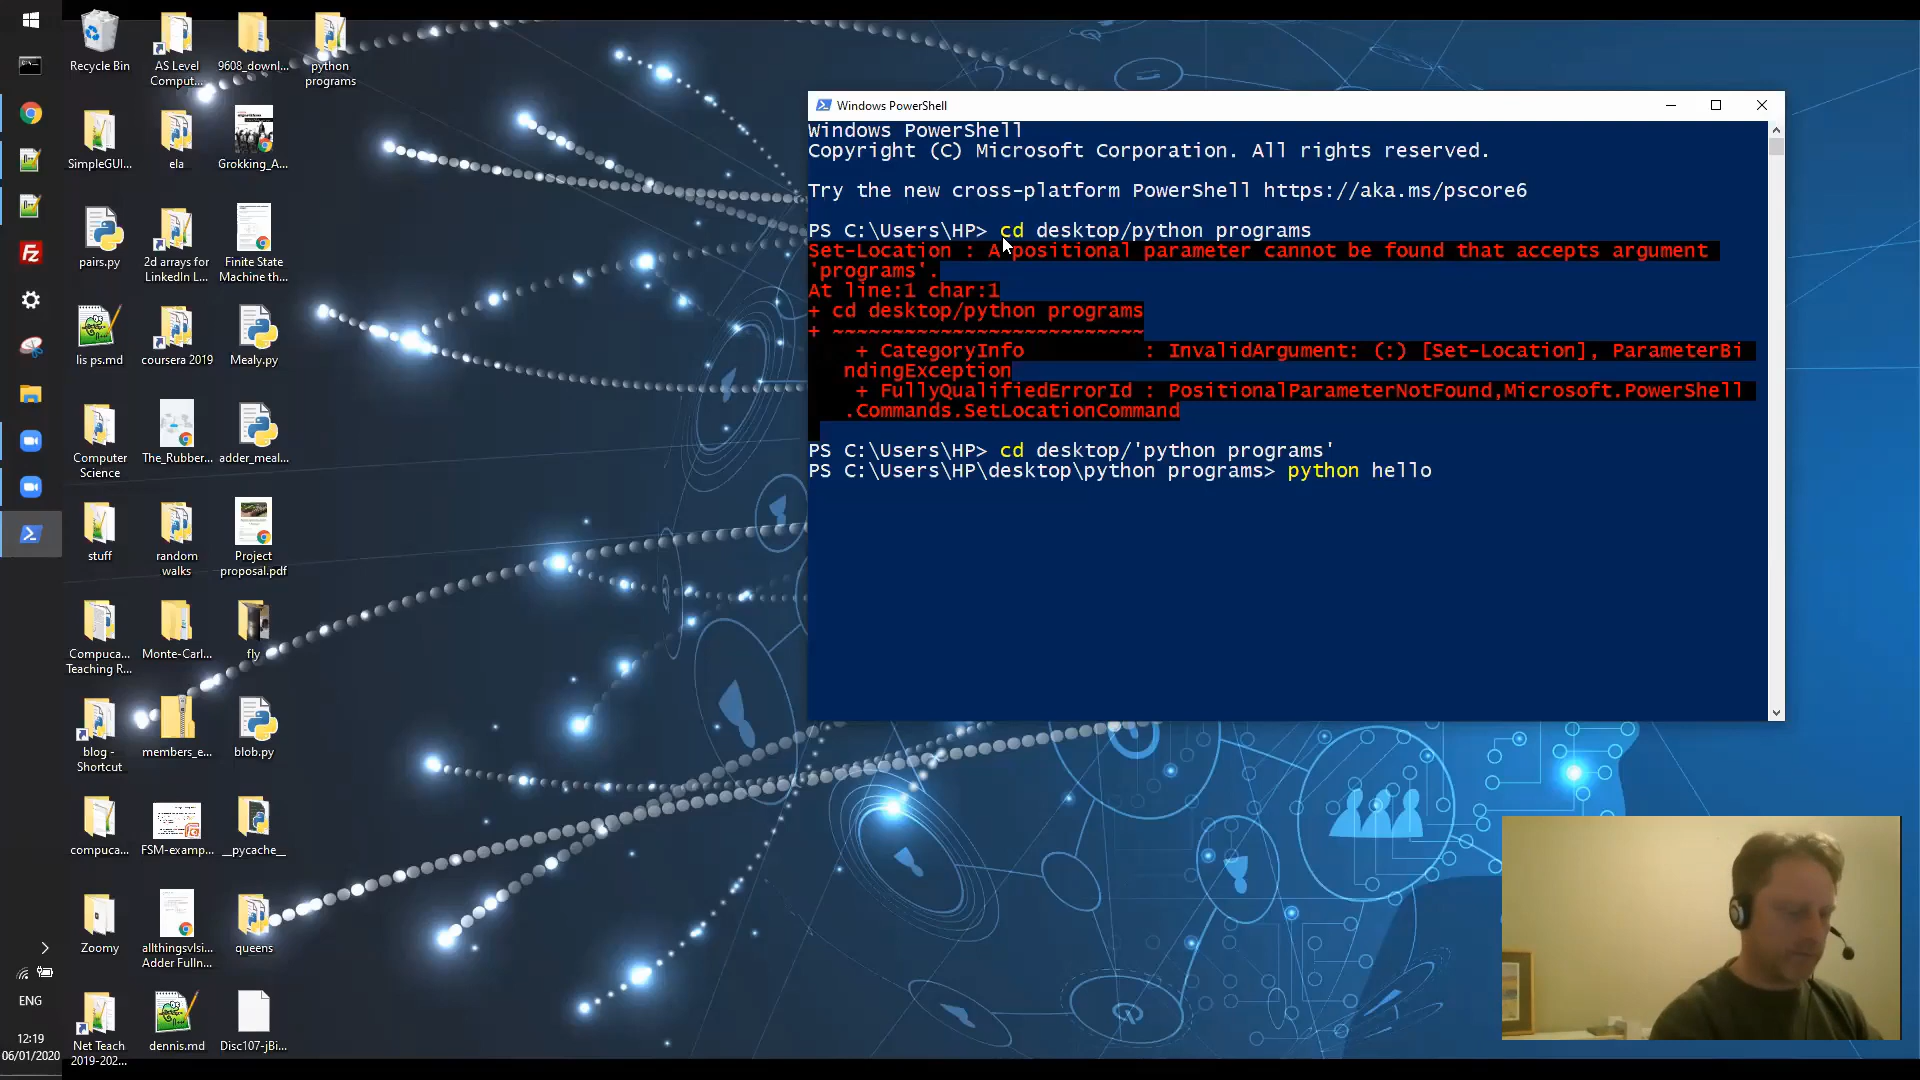 Recycle Bin
AS Level
Comput...
9608_downl...
python
programs
SimpleGUI...
ela
Grokking_A...
pairs.py
2d arrays for
LinkedIn L...
Finite State
Machine th...
lis ps.md
coursera 2019
Mealy.py
Computer
Science
The_Rubber...
adder_meal...
stuff
random
walks
Project
proposal.pdf
Compuca...
Teaching R...
Monte-Carl...
fly
blog -
Shortcut
members_e...
blob.py
compuca...
FSM-examp...
__pycache__
Zoomy
allthingsvlsi...
Adder Fulln...
queens
Net Teach
2019-202...
dennis.md
Disc107-jBi...
ENG
12:19
06/01/2020
Windows PowerShell
Windows PowerShell
Copyright (C) Microsoft Corporation. All rights reserved.
Try the new cross-platform PowerShell https://aka.ms/pscore6
PS C:\Users\HP> cd desktop/python programs
Set-Location : A positional parameter cannot be found that accepts argument
'programs'.
At line:1 char:1
+ cd desktop/python programs
+ ~~~~~~~~~~~~~~~~~~~~~~~~~~
+ CategoryInfo          : InvalidArgument: (:) [Set-Location], ParameterBi
ndingException
+ FullyQualifiedErrorId : PositionalParameterNotFound,Microsoft.PowerShell
.Commands.SetLocationCommand
PS C:\Users\HP> cd desktop/'python programs'
PS C:\Users\HP\desktop\python programs> python hello